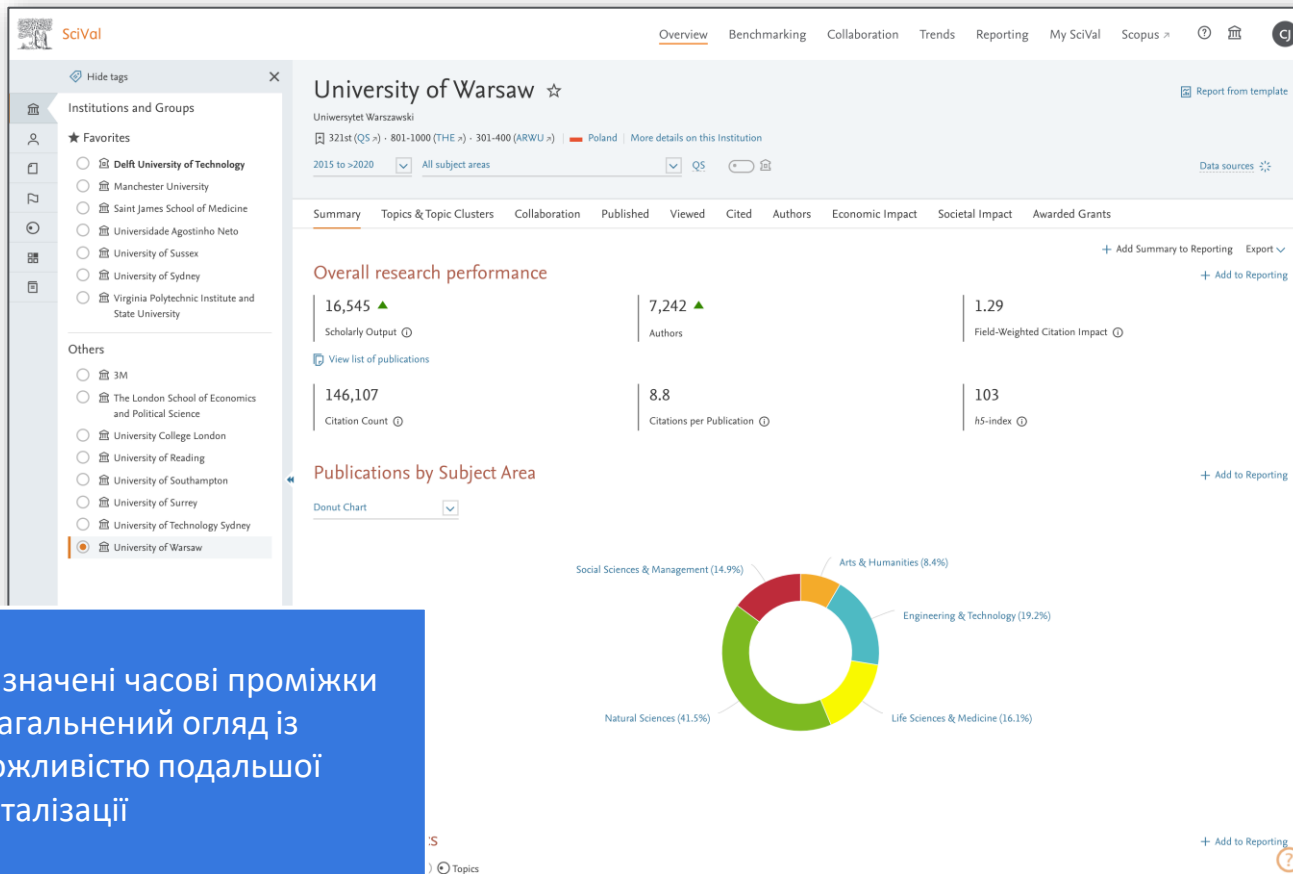 SciVal
Overview Benchmarking Collaboration Trends Reporting My SciVal Scopus ↗ ? CJ
Hide tags ×
Institutions and Groups
★ Favorites
Delft University of Technology
Manchester University
Saint James School of Medicine
Universidade Agostinho Neto
University of Sussex
University of Sydney
Virginia Polytechnic Institute and
State University
Others
3M
The London School of Economics
and Political Science
University College London
University of Reading
University of Southampton
University of Surrey
University of Technology Sydney
University of Warsaw
University of Warsaw ☆
Report from template
Uniwersytet Warszawski
321st (QS ↗) · 801-1000 (THE ↗) · 301-400 (ARWU ↗) | Poland | More details on this Institution
2015 to >2020 All subject areas QS Data sources
Summary Topics & Topic Clusters Collaboration Published Viewed Cited Authors Economic Impact Societal Impact Awarded Grants
+ Add Summary to Reporting Export
Overall research performance
+ Add to Reporting
16,545 ▲ 7,242 ▲ 1.29
Scholarly Output Authors Field-Weighted Citation Impact
View list of publications
146,107 8.8 103
Citation Count Citations per Publication h5-index
Publications by Subject Area
+ Add to Reporting
Donut Chart
Social Sciences & Management (14.9%)
Arts & Humanities (8.4%)
Engineering & Technology (19.2%)
Natural Sciences (41.5%)
Life Sciences & Medicine (16.1%)
значені часові проміжки
агальнений огляд із
ожливістю подальшої
талізації
+ Add to Reporting
Topics
?